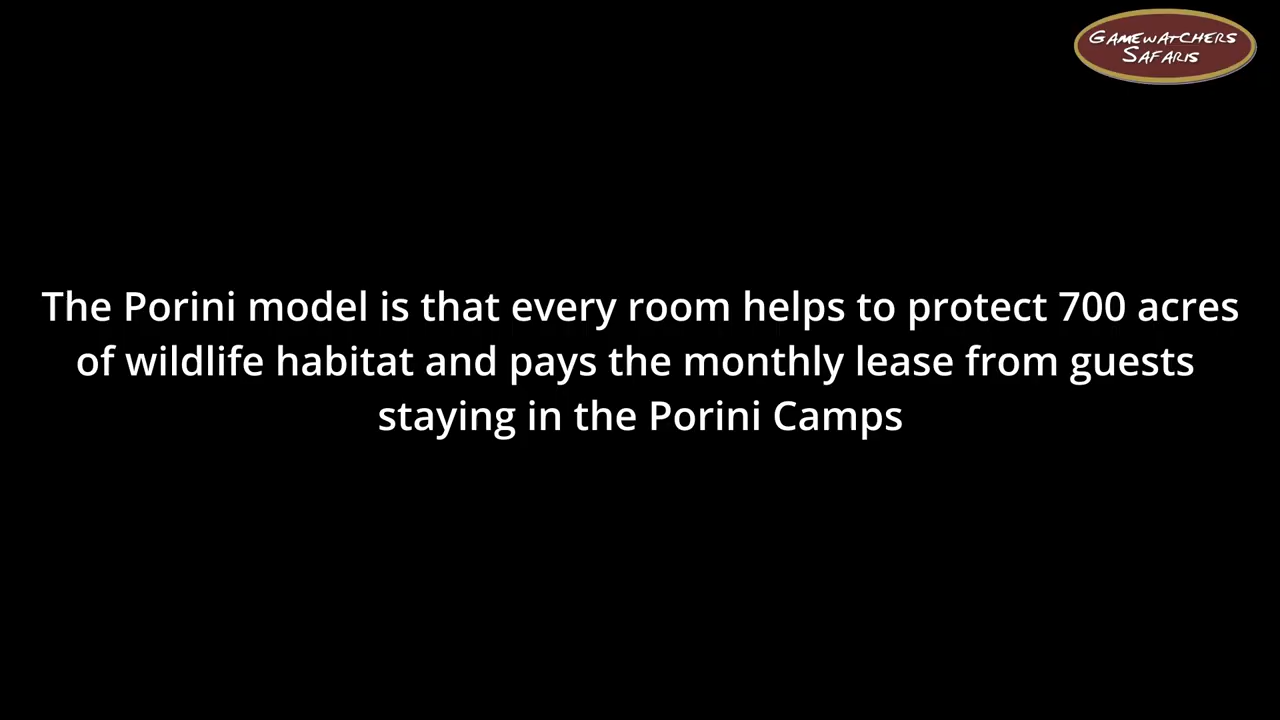 GAMEWATCHERS
SAFARIS
The Porini model is that every room helps to protect 700 acres
of wildlife habitat and pays the monthly lease from guests
staying in the Porini Camps